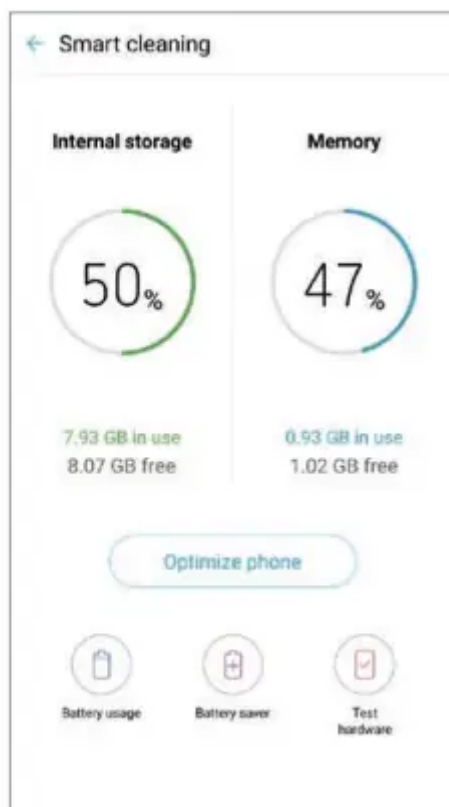 Smart cleaning
Internal storage
Memory
50%
47%
7.93 GB in use
0.93 GB in use
8.07 GB free
1.02 GB free
Optimize phone
Battery usage
Battery saver
Test
hardware